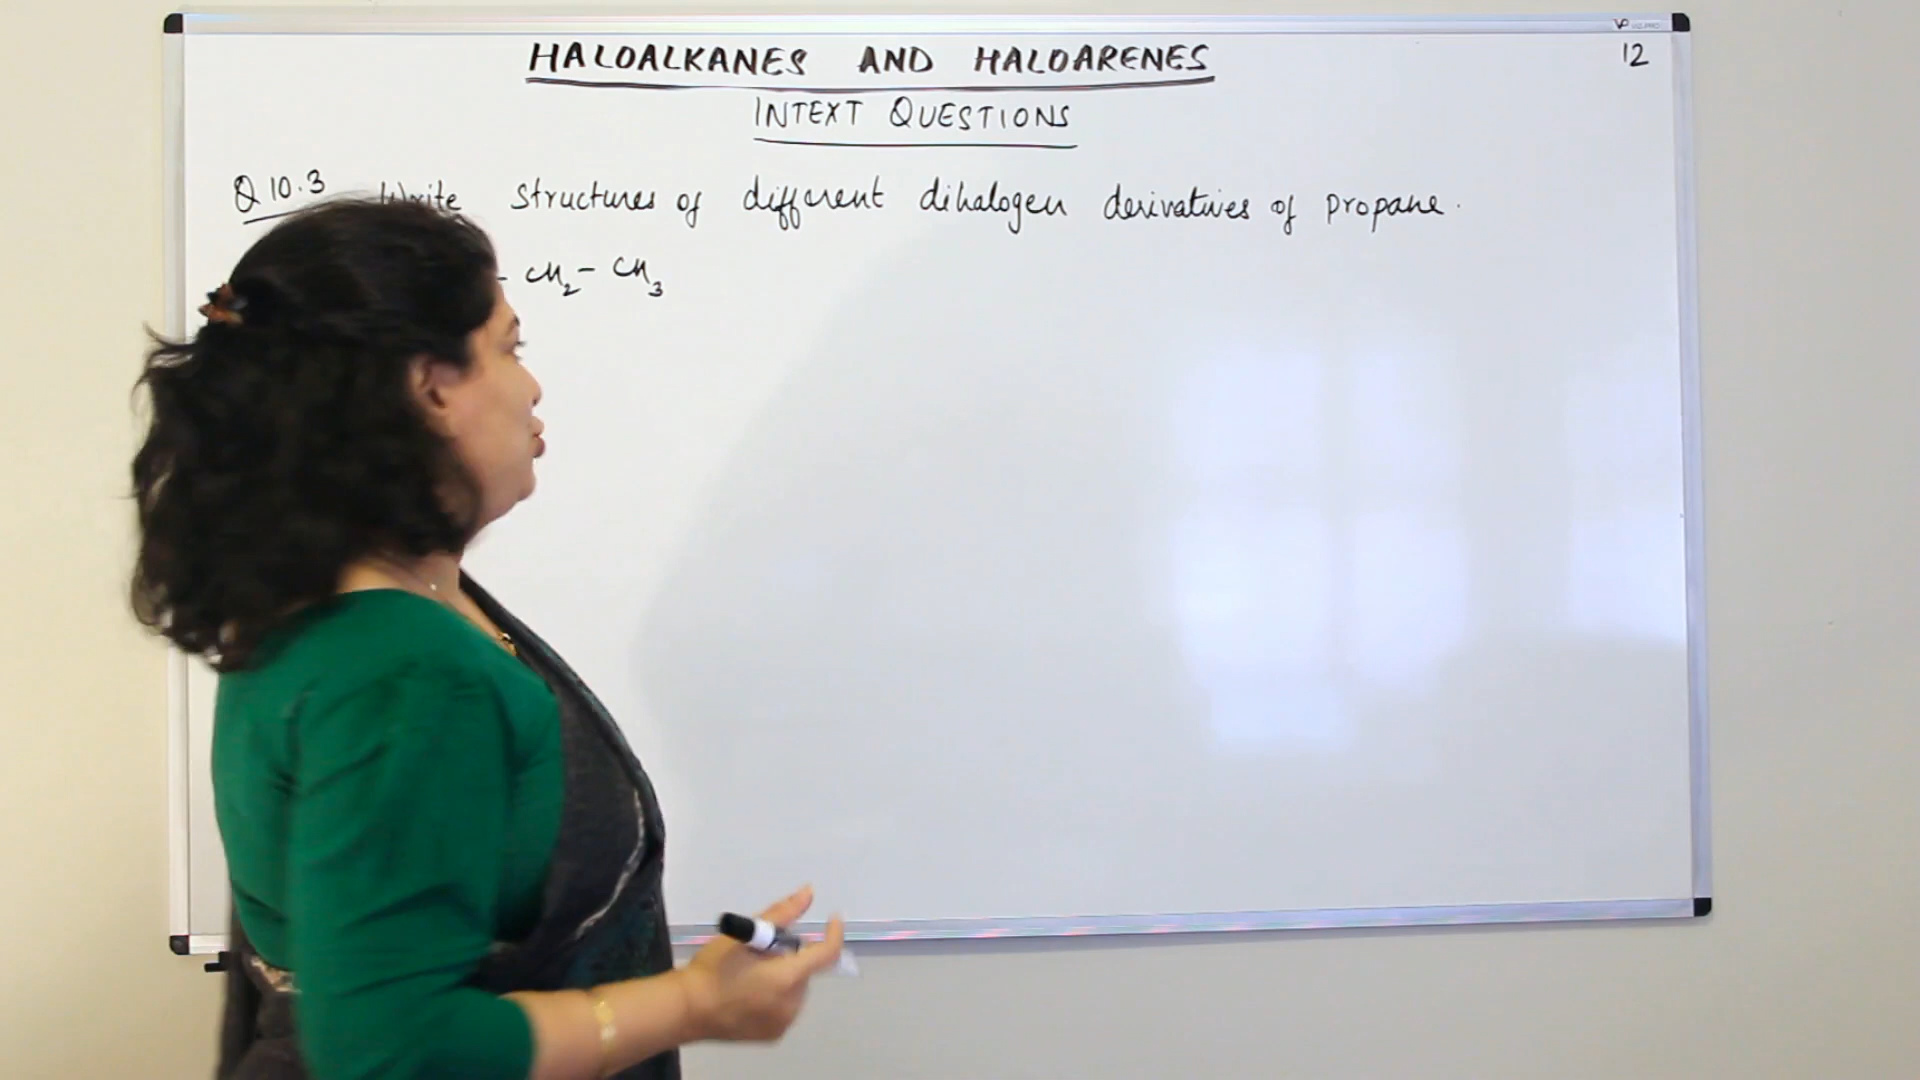 HALOALKANES AND HALOARENES
12
INTEXT QUESTIONS
Q 10.3 Write structures of different dihalogen derivatives of propane.
- CH2 - CH3